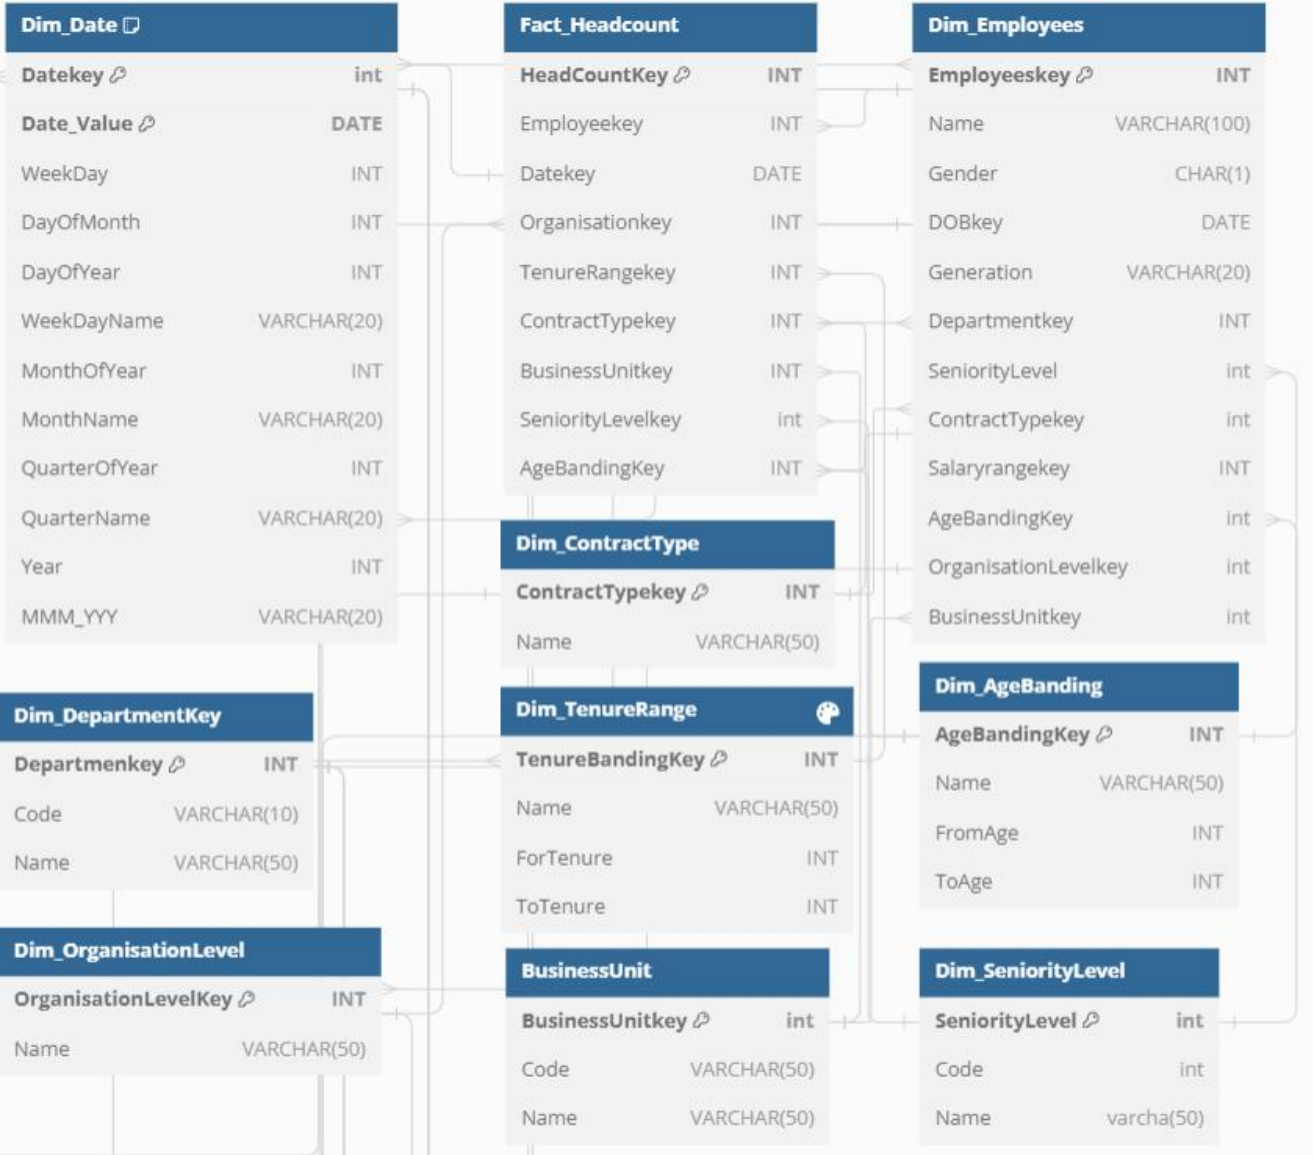 Dim_Date
Datekey int
Date_Value DATE
WeekDay INT
DayOfMonth INT
DayOfYear INT
WeekDayName VARCHAR(20)
MonthOfYear INT
MonthName VARCHAR(20)
QuarterOfYear INT
QuarterName VARCHAR(20)
Year INT
MMM_YYY VARCHAR(20)
Fact_Headcount
HeadCountKey INT
Employeekey INT
Datekey DATE
Organisationkey INT
TenureRangekey INT
ContractTypekey INT
BusinessUnitkey INT
SeniorityLevelkey int
AgeBandingKey INT
Dim_Employees
Employeeskey INT
Name VARCHAR(100)
Gender CHAR(1)
DOBkey DATE
Generation VARCHAR(20)
Departmentkey INT
SeniorityLevel int
ContractTypekey int
Salaryrangekey INT
AgeBandingKey int
OrganisationLevelkey int
BusinessUnitkey int
Dim_ContractType
ContractTypekey INT
Name VARCHAR(50)
Dim_DepartmentKey
Departmenkey INT
Code VARCHAR(10)
Name VARCHAR(50)
Dim_TenureRange
TenureBandingKey INT
Name VARCHAR(50)
ForTenure INT
ToTenure INT
Dim_AgeBanding
AgeBandingKey INT
Name VARCHAR(50)
FromAge INT
ToAge INT
Dim_OrganisationLevel
OrganisationLevelKey INT
Name VARCHAR(50)
BusinessUnit
BusinessUnitkey int
Code VARCHAR(50)
Name VARCHAR(50)
Dim_SeniorityLevel
SeniorityLevel int
Code int
Name varcha(50)